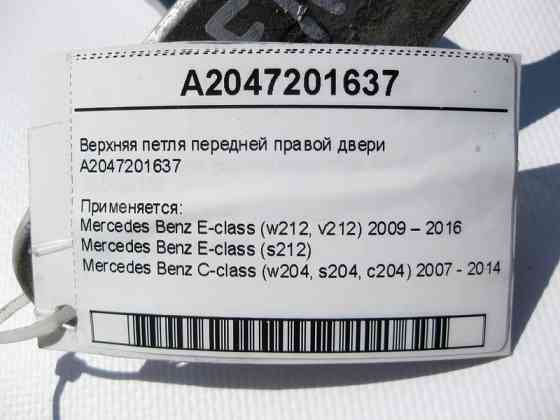 A2047201637
Верхняя петля передней правой двери
A2047201637
Применяется:
Mercedes Benz E-class (w212, v212) 2009 – 2016
Mercedes Benz E-class (s212)
Mercedes Benz C-class (w204, s204, c204) 2007 - 2014